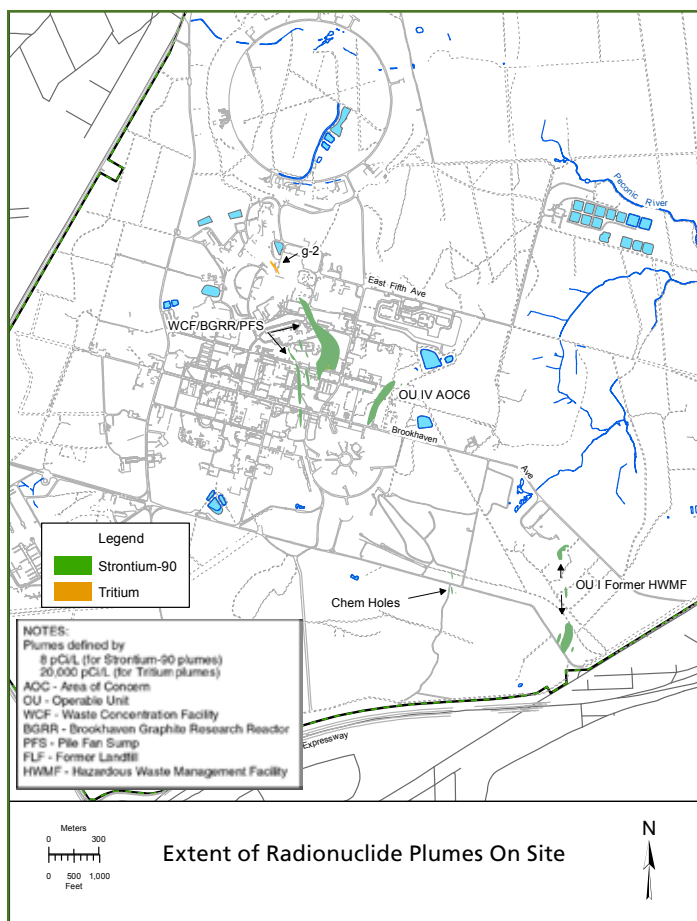 Peconic River
g-2
East Fifth Ave
WCF/BGRR/PFS
OU IV AOC6
Brookhaven
Ave
OU I Former HWMF
Chem Holes
Legend
Strontium-90
Tritium
NOTES:
Plumes defined by
8 pCi/L (for Strontium-90 plumes)
20,000 pCi/L (for Tritium plumes)
AOC - Area of Concern
OU - Operable Unit
WCF - Waste Concentration Facility
BGRR - Brookhaven Graphite Research Reactor
PFS - Pile Fan Sump
FLF - Former Landfill
HWMF - Hazardous Waste Management Facility
Expressway
Meters
0 300
0 500 1,000
Feet
Extent of Radionuclide Plumes On Site
N